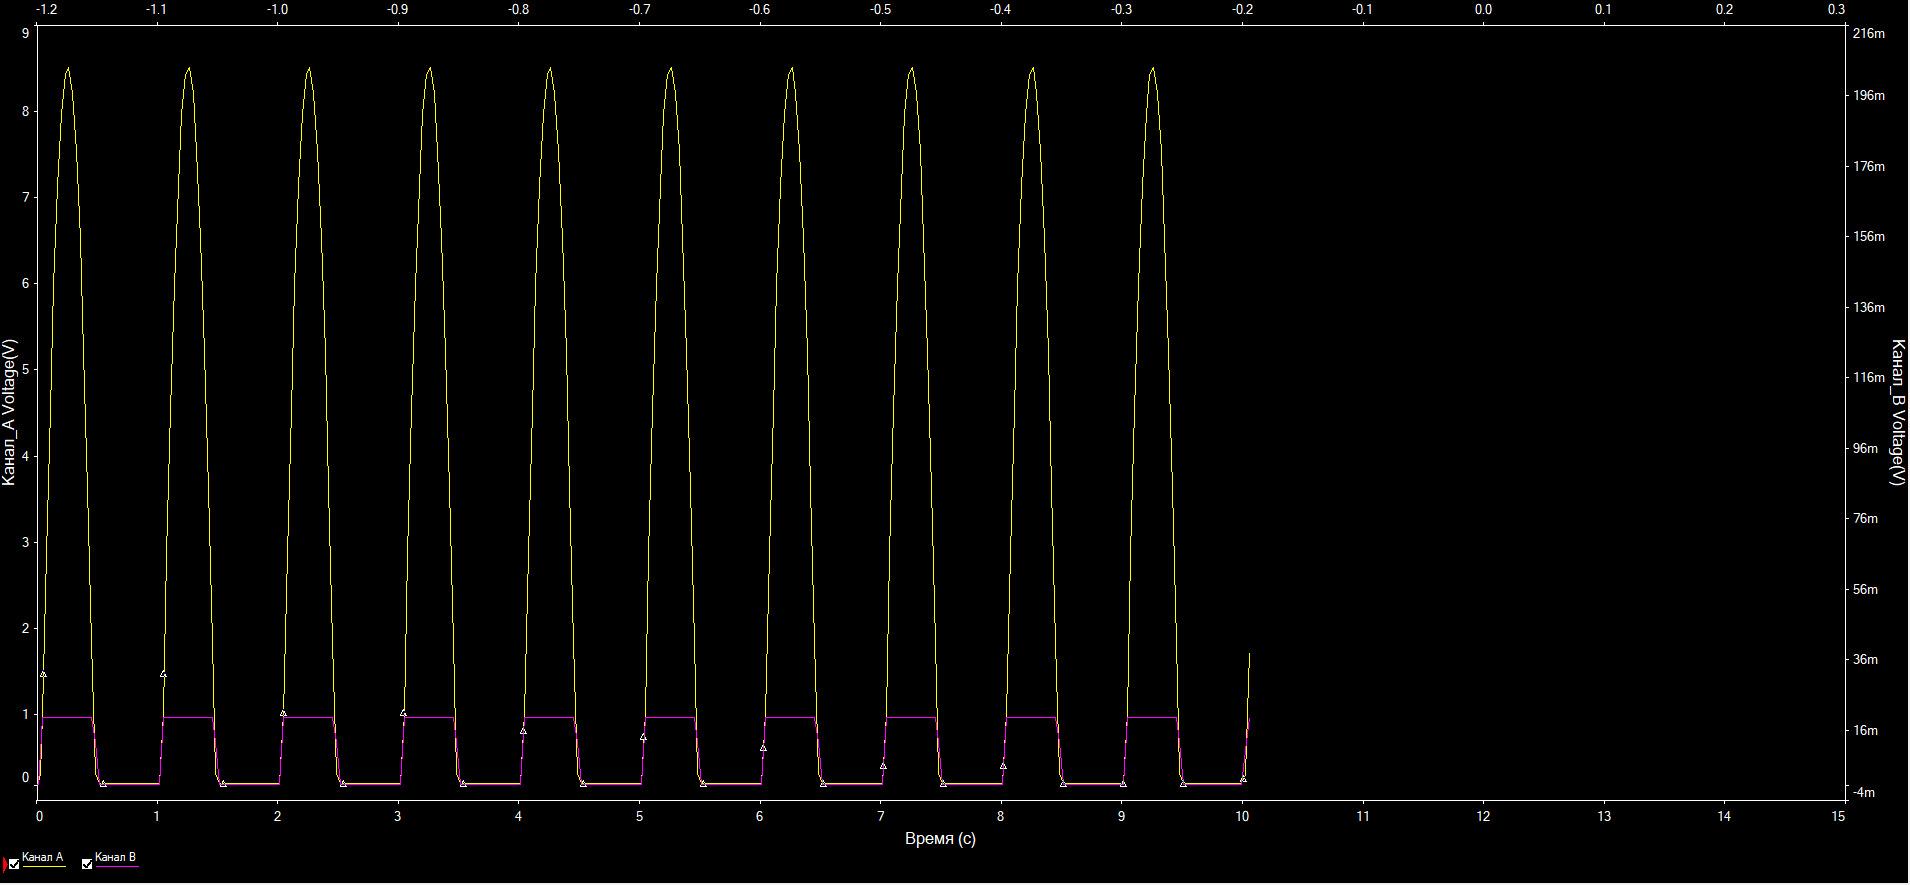 -1.2 -1.1 -1.0 -0.9 -0.8 -0.7 -0.6 -0.5 -0.4 -0.3 -0.2 -0.1 0.0 0.1 0.2 0.3
9
8
7
6
5
4
3
2
1
0
Канал_A Voltage(V)
216m
196m
176m
156m
136m
116m
96m
76m
56m
36m
16m
-4m
Канал_B Voltage(V)
0 1 2 3 4 5 6 7 8 9 10 11 12 13 14 15
Время (с)
Канал A Канал B